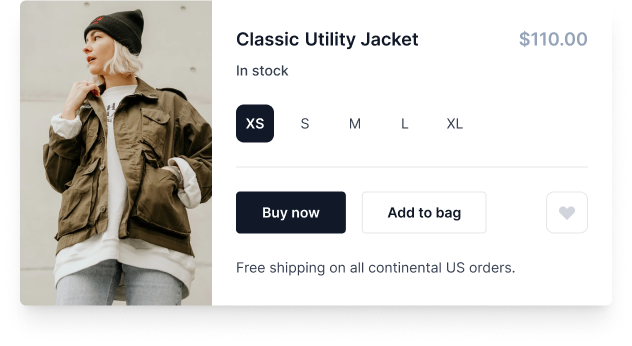 Classic Utility Jacket $110.00
In stock
XS S M L XL
Buy now Add to bag
Free shipping on all continental US orders.